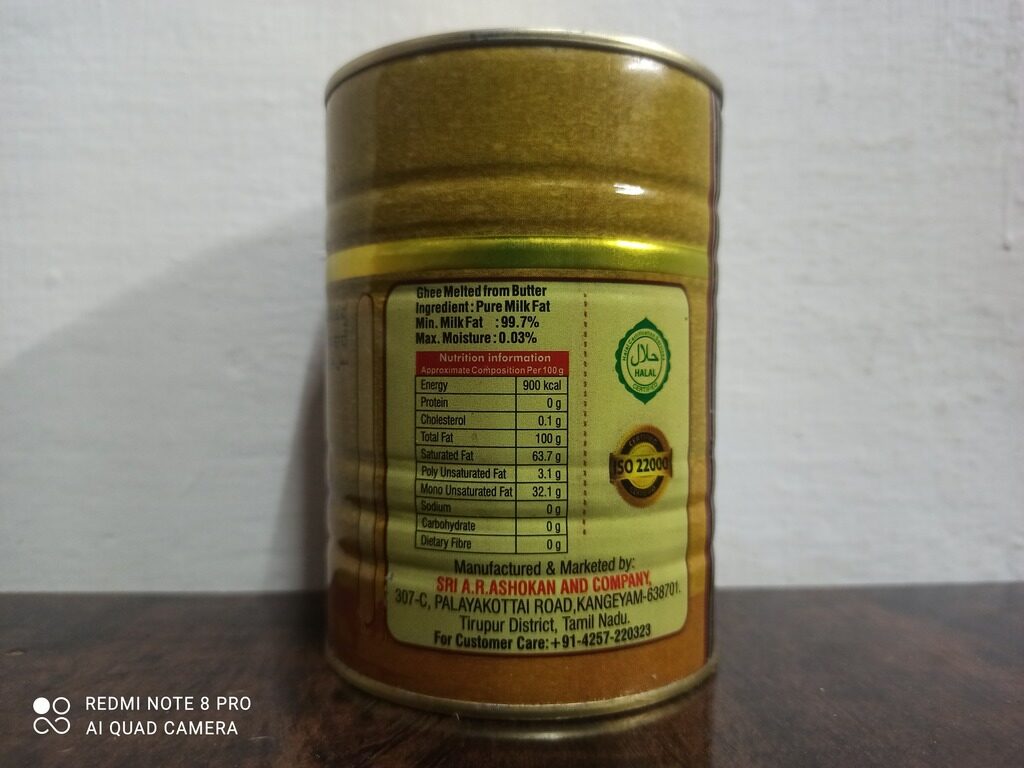 Ghee Melted from Butter
Ingredient : Pure Milk Fat
Min. Milk Fat : 99.7%
Max. Moisture : 0.03%
Nutrition information
Approximate Composition Per 100 g
Energy 900 kcal
Protein 0 g
Cholesterol 0.1 g
Total Fat 100 g
Saturated Fat 63.7 g
Poly Unsaturated Fat 3.1 g
Mono Unsaturated Fat 32.1 g
Sodium 0 g
Carbohydrate 0 g
Dietary Fibre 0 g
حلال
HALAL
CERTIFIED
ISO 22000
Manufactured & Marketed by:
SRI A.R.ASHOKAN AND COMPANY,
307-C, PALAYAKOTTAI ROAD,KANGEYAM-638701.
Tirupur District, Tamil Nadu.
For Customer Care:+91-4257-220323
REDMI NOTE 8 PRO
AI QUAD CAMERA